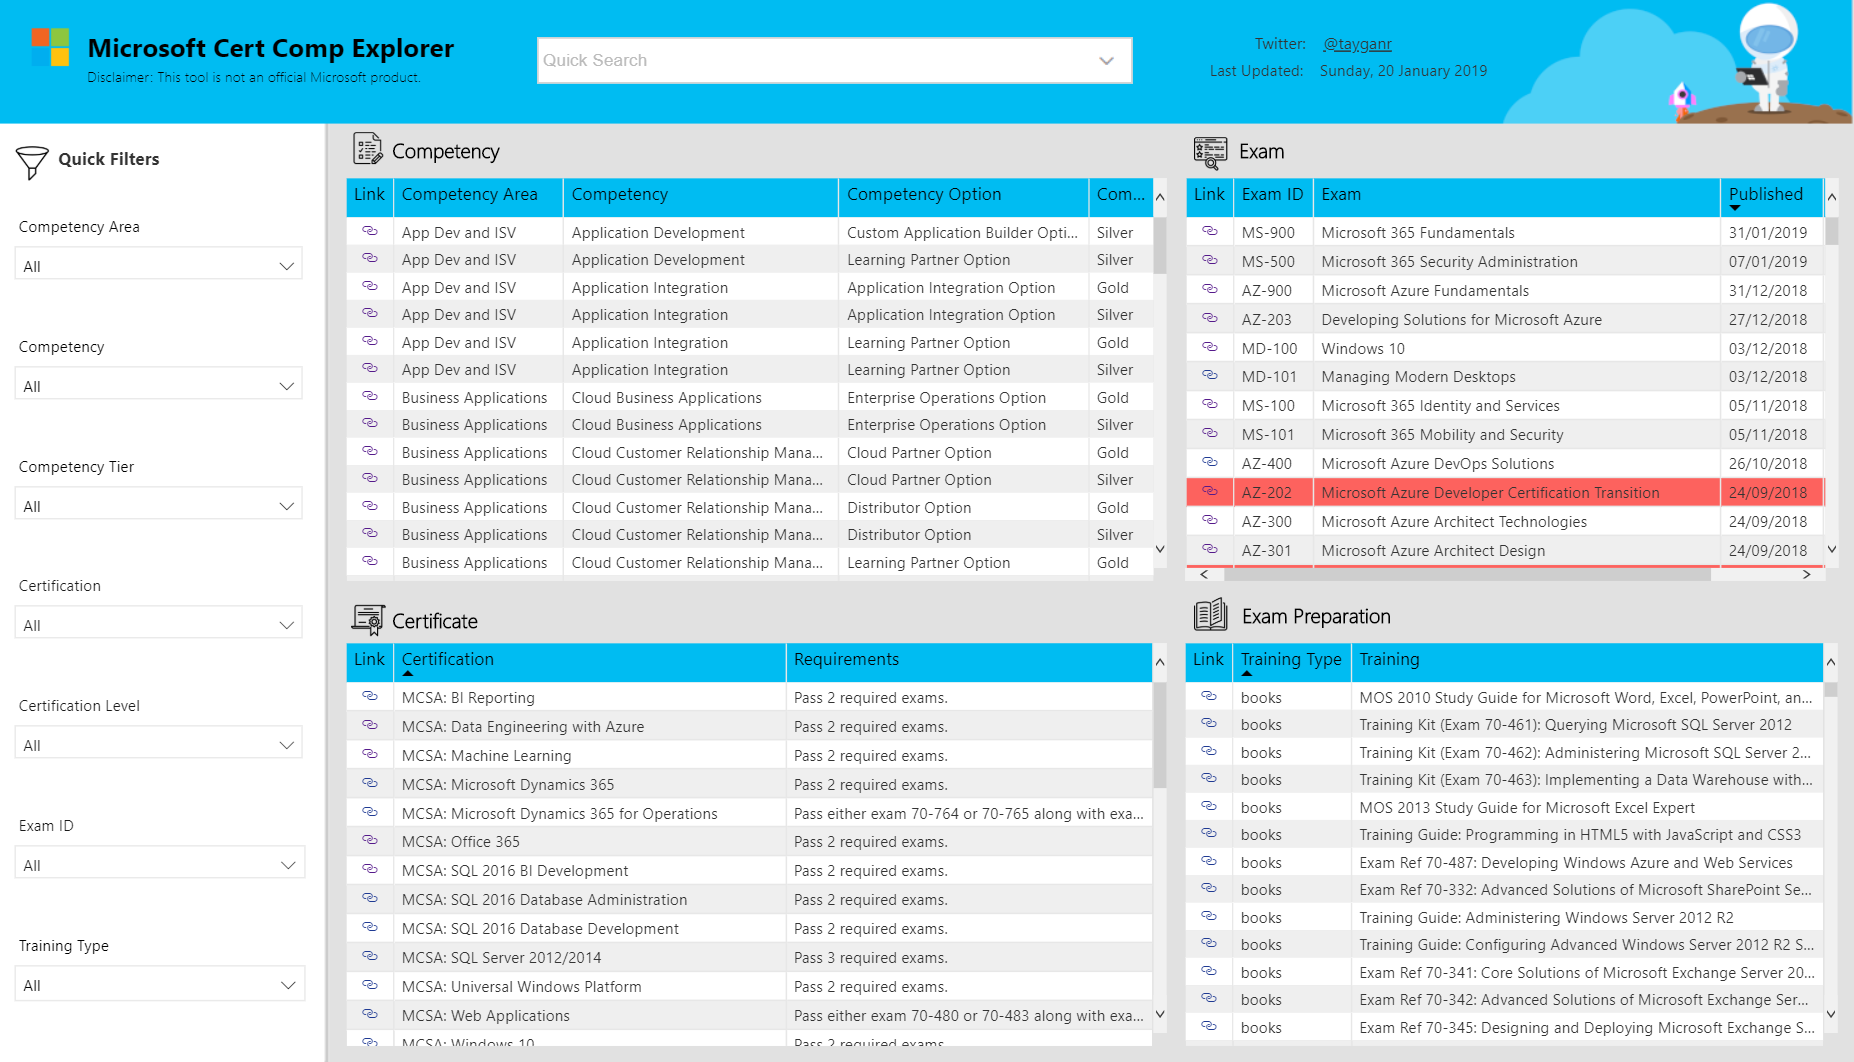 Microsoft Cert Comp Explorer
Disclaimer: This tool is not an official Microsoft product.
Quick Search
Twitter: @tayganr
Last Updated: Sunday, 20 January 2019
Quick Filters
Competency Area
All
Competency
All
Competency Tier
All
Certification
All
Certification Level
All
Exam ID
All
Training Type
All
Competency
Link Competency Area Competency Competency Option Com...
App Dev and ISV Application Development Custom Application Builder Opti... Silver
App Dev and ISV Application Development Learning Partner Option Silver
App Dev and ISV Application Integration Application Integration Option Gold
App Dev and ISV Application Integration Application Integration Option Silver
App Dev and ISV Application Integration Learning Partner Option Gold
App Dev and ISV Application Integration Learning Partner Option Silver
Business Applications Cloud Business Applications Enterprise Operations Option Gold
Business Applications Cloud Business Applications Enterprise Operations Option Silver
Business Applications Cloud Customer Relationship Mana... Cloud Partner Option Gold
Business Applications Cloud Customer Relationship Mana... Cloud Partner Option Silver
Business Applications Cloud Customer Relationship Mana... Distributor Option Gold
Business Applications Cloud Customer Relationship Mana... Distributor Option Silver
Business Applications Cloud Customer Relationship Mana... Learning Partner Option Gold
Exam
Link Exam ID Exam Published
MS-900 Microsoft 365 Fundamentals 31/01/2019
MS-500 Microsoft 365 Security Administration 07/01/2019
AZ-900 Microsoft Azure Fundamentals 31/12/2018
AZ-203 Developing Solutions for Microsoft Azure 27/12/2018
MD-100 Windows 10 03/12/2018
MD-101 Managing Modern Desktops 03/12/2018
MS-100 Microsoft 365 Identity and Services 05/11/2018
MS-101 Microsoft 365 Mobility and Security 05/11/2018
AZ-400 Microsoft Azure DevOps Solutions 26/10/2018
AZ-202 Microsoft Azure Developer Certification Transition 24/09/2018
AZ-300 Microsoft Azure Architect Technologies 24/09/2018
AZ-301 Microsoft Azure Architect Design 24/09/2018
Certificate
Link Certification Requirements
MCSA: BI Reporting Pass 2 required exams.
MCSA: Data Engineering with Azure Pass 2 required exams.
MCSA: Machine Learning Pass 2 required exams.
MCSA: Microsoft Dynamics 365 Pass 2 required exams.
MCSA: Microsoft Dynamics 365 for Operations Pass either exam 70-764 or 70-765 along with exa...
MCSA: Office 365 Pass 2 required exams.
MCSA: SQL 2016 BI Development Pass 2 required exams.
MCSA: SQL 2016 Database Administration Pass 2 required exams.
MCSA: SQL 2016 Database Development Pass 2 required exams.
MCSA: SQL Server 2012/2014 Pass 3 required exams.
MCSA: Universal Windows Platform Pass 2 required exams.
MCSA: Web Applications Pass either exam 70-480 or 70-483 along with exa...
MCSA: Windows 10 Pass 2 required exams.
Exam Preparation
Link Training Type Training
books MOS 2010 Study Guide for Microsoft Word, Excel, PowerPoint, an...
books Training Kit (Exam 70-461): Querying Microsoft SQL Server 2012
books Training Kit (Exam 70-462): Administering Microsoft SQL Server 2...
books Training Kit (Exam 70-463): Implementing a Data Warehouse with...
books MOS 2013 Study Guide for Microsoft Excel Expert
books Training Guide: Programming in HTML5 with JavaScript and CSS3
books Exam Ref 70-487: Developing Windows Azure and Web Services
books Exam Ref 70-332: Advanced Solutions of Microsoft SharePoint Se...
books Training Guide: Administering Windows Server 2012 R2
books Training Guide: Configuring Advanced Windows Server 2012 R2 S...
books Exam Ref 70-341: Core Solutions of Microsoft Exchange Server 20...
books Exam Ref 70-342: Advanced Solutions of Microsoft Exchange Ser...
books Exam Ref 70-345: Designing and Deploying Microsoft Exchange S...